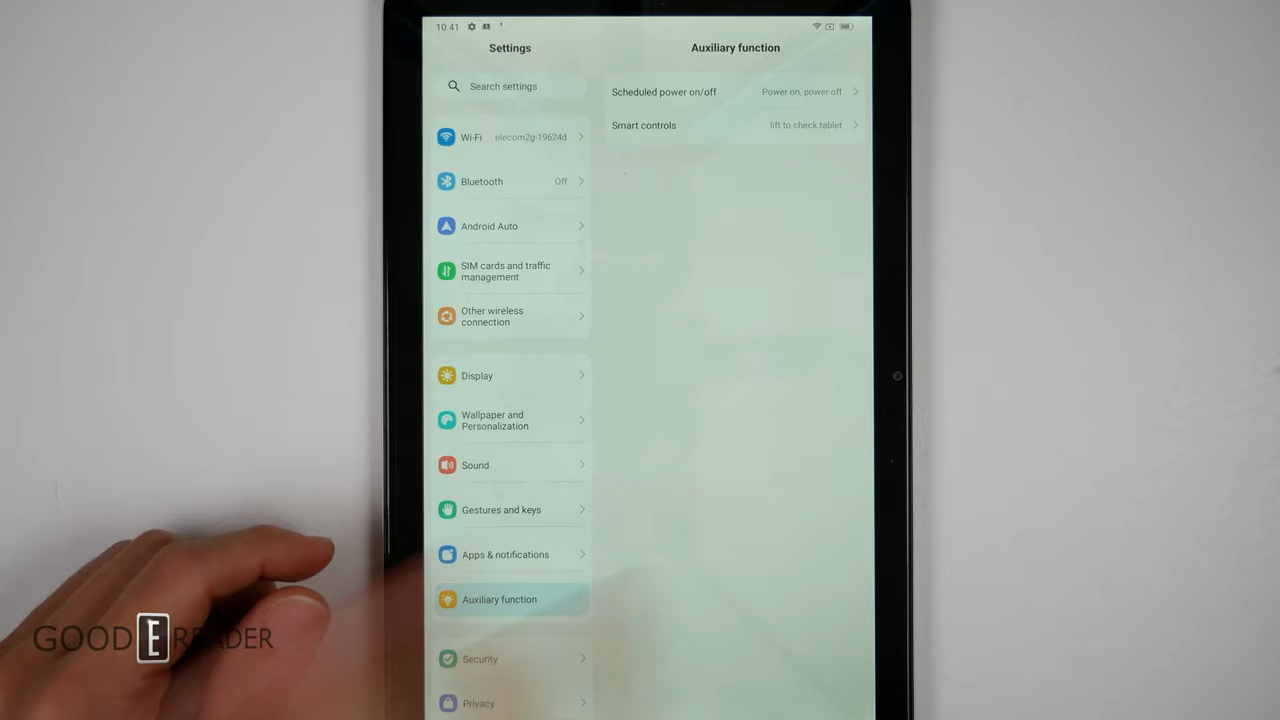 10:41
Settings
Search settings
Wi-Fi elecom2g-19624d
Bluetooth Off
Android Auto
SIM cards and traffic
management
Other wireless
connection
Display
Wallpaper and
Personalization
Sound
Gestures and keys
Apps & notifications
Auxiliary function
Security
Privacy
Auxiliary function
Scheduled power on/off Power on, power off
Smart controls lift to check tablet
GOOD E READER